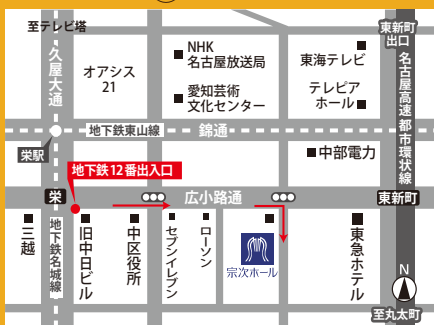 至テレビ塔
久屋大通
オアシス
21
NHK
名古屋放送局
愛知芸術
文化センター
東海テレビ
テレピア
ホール
東新町
出口
名古屋高速都市環状線
地下鉄東山線
錦通
栄駅
地下鉄12番出入口
中部電力
栄
広小路通
東新町
三越
地下鉄名城線
旧中日ビル
中区役所
セブンイレブン
ローソン
宗次ホール
東急ホテル
N
至丸太町